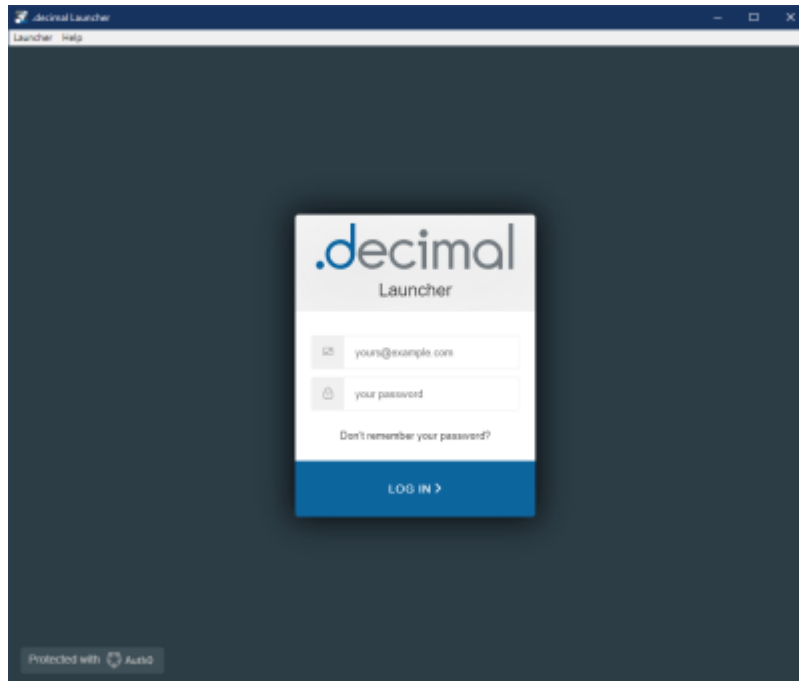 .decimal Launcher
Launcher Help
.decimal
Launcher
yours@example.com
your password
Don't remember your password?
LOG IN >
Protected with Auth0